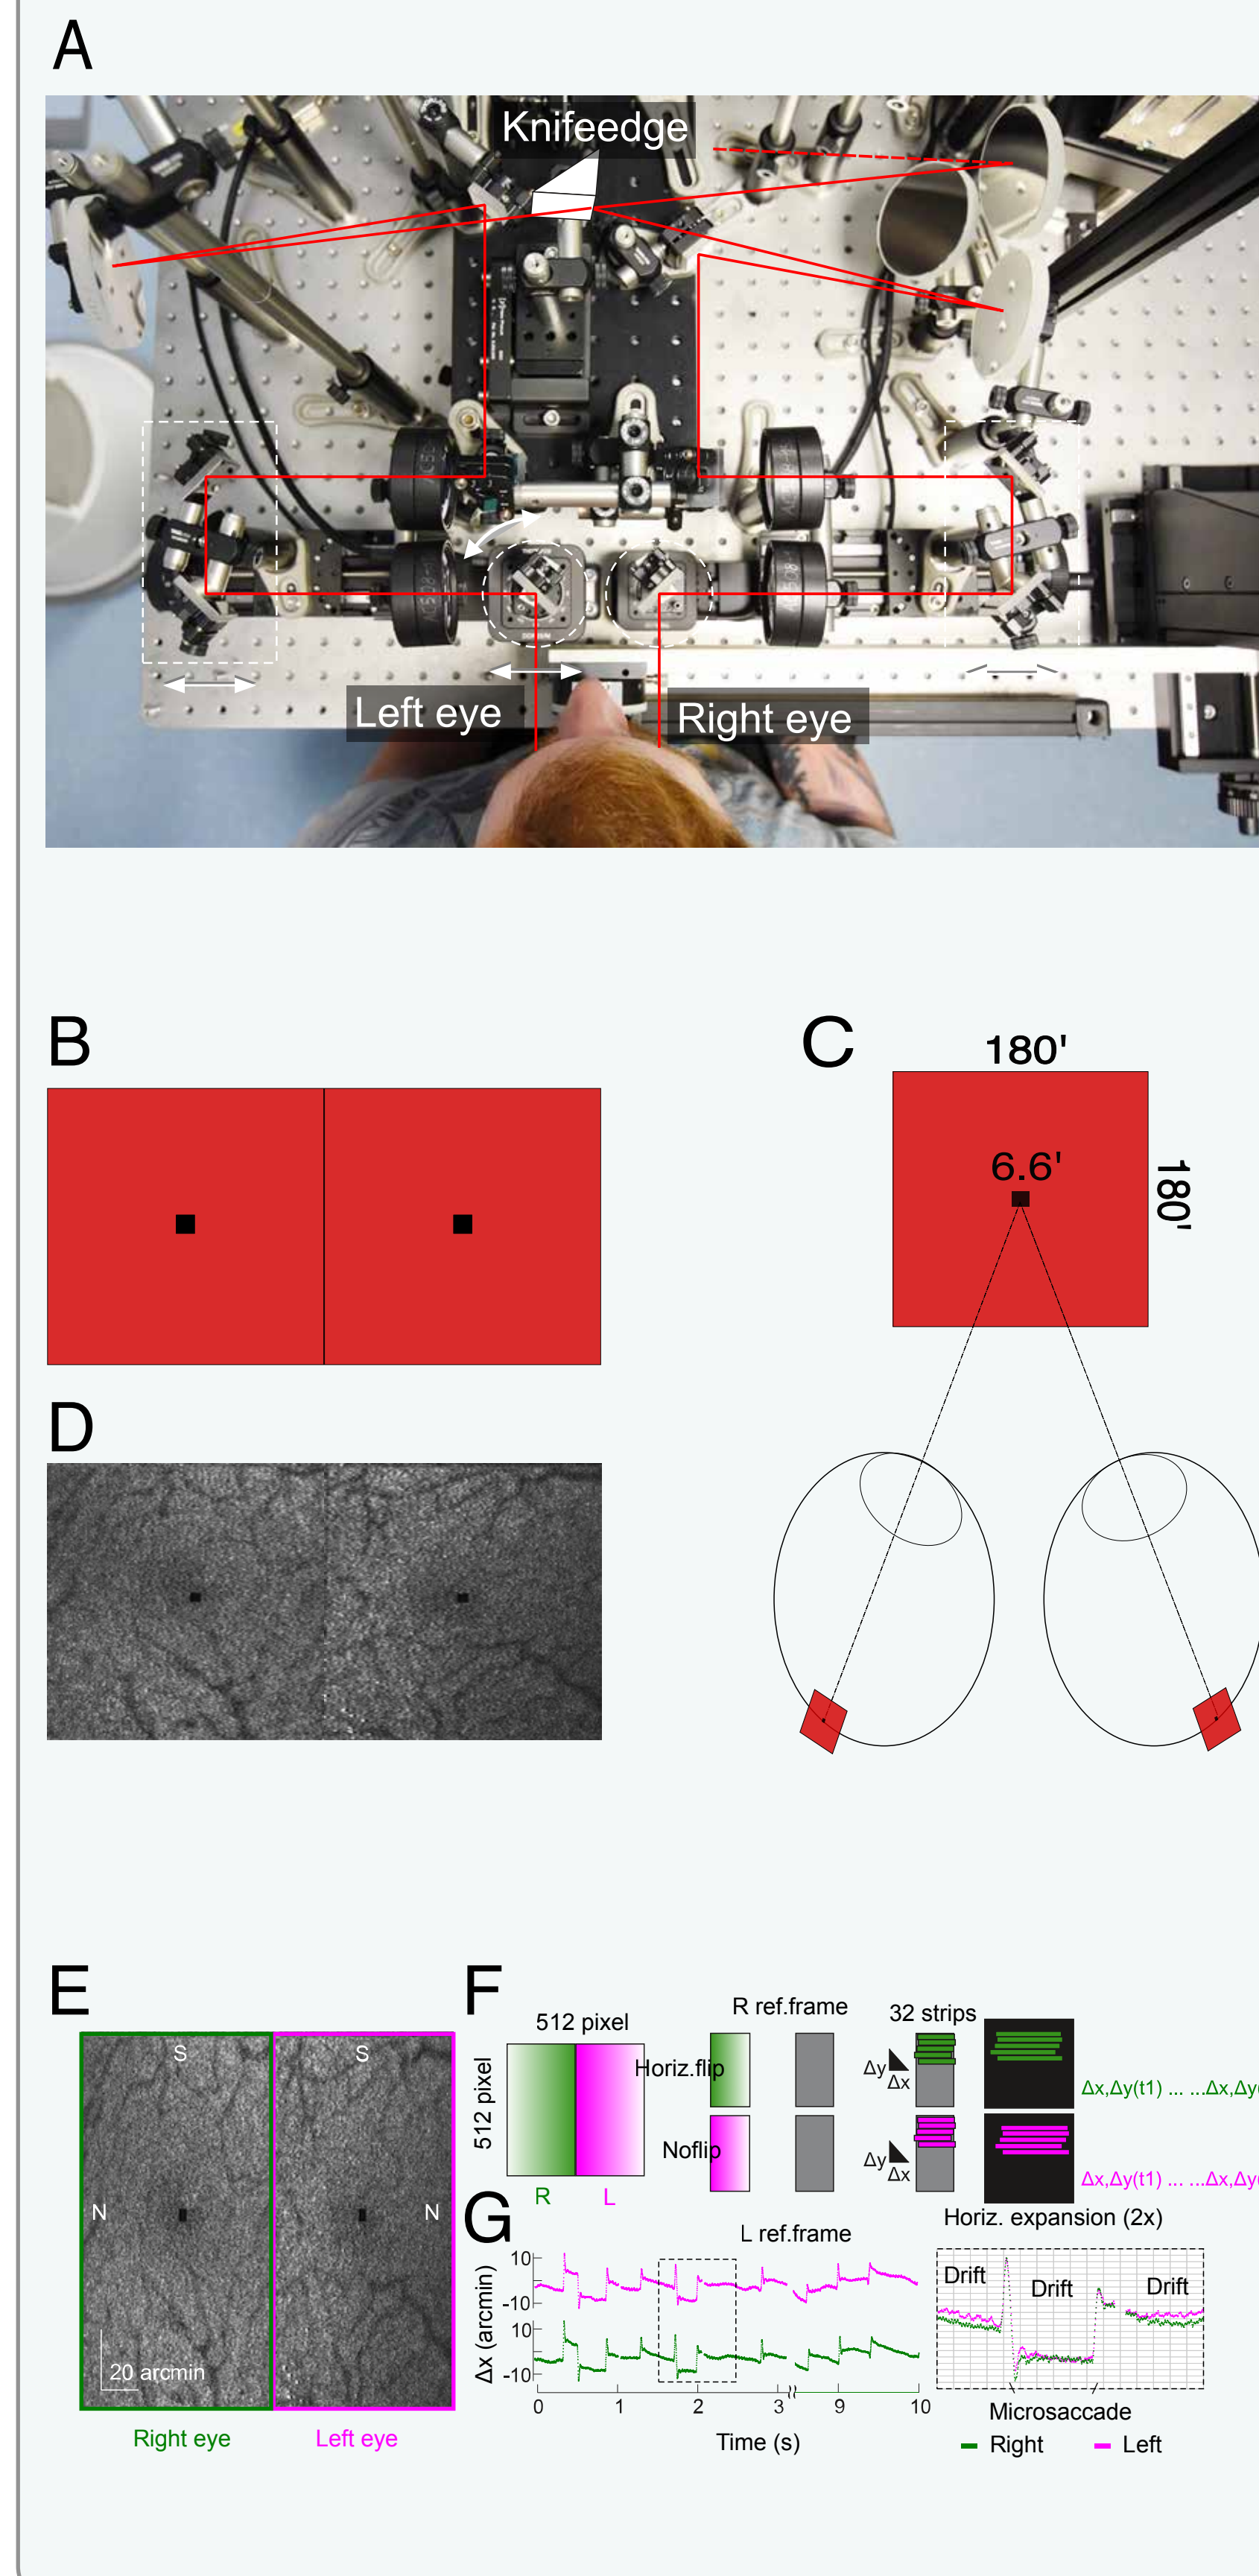 A
Knifeedge
Left eye
Right eye
B
C
180'
6.6'
180'
D
E
S
S
N
N
20 arcmin
Right eye
Left eye
F
512 pixel
512 pixel
R
L
R ref.frame
Horiz.flip
Noflip
L ref.frame
32 strips
Δy
Δx
Δy
Δx
Δx,Δy(t1) ... ...Δx,Δy(
Δx,Δy(t1) ... ...Δx,Δy(
Horiz. expansion (2x)
G
Δx (arcmin)
10
-10
10
-10
0
1
2
3
9
10
Time (s)
Drift
Drift
Drift
Microsaccade
Right
Left